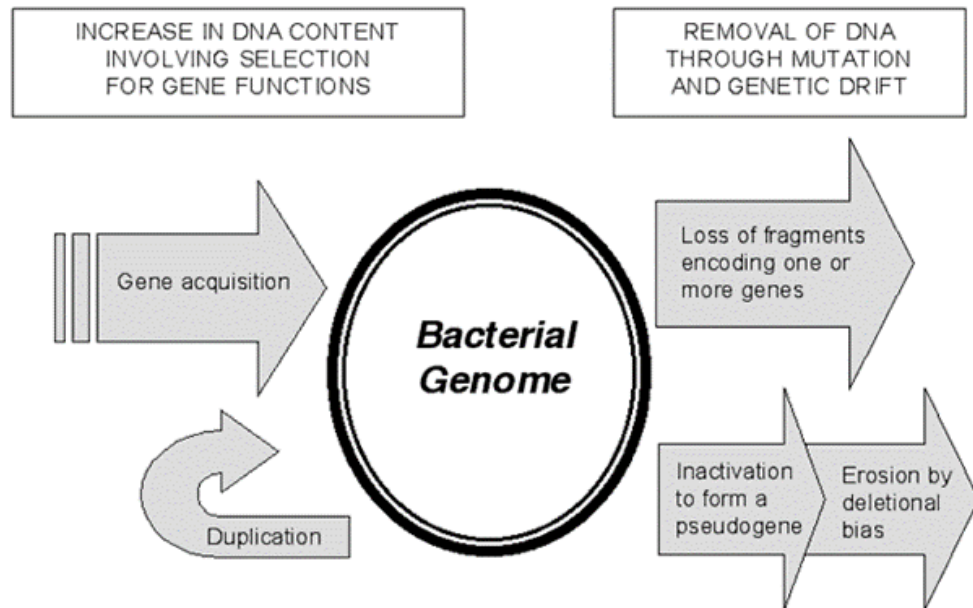 INCREASE IN DNA CONTENT
INVOLVING SELECTION
FOR GENE FUNCTIONS
REMOVAL OF DNA
THROUGH MUTATION
AND GENETIC DRIFT
Gene acquisition
Duplication
Bacterial
Genome
Loss of fragments
encoding one or
more genes
Inactivation
to form a
pseudogene
Erosion by
deletional
bias